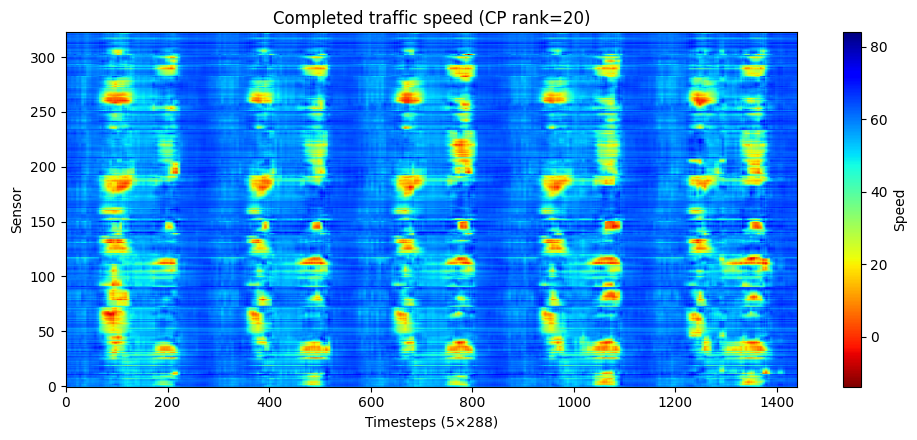 Completed traffic speed (CP rank=20)
300
250
200
150
100
50
0
Sensor
0 200 400 600 800 1000 1200 1400
Timesteps (5×288)
80
60
40
20
0
Speed